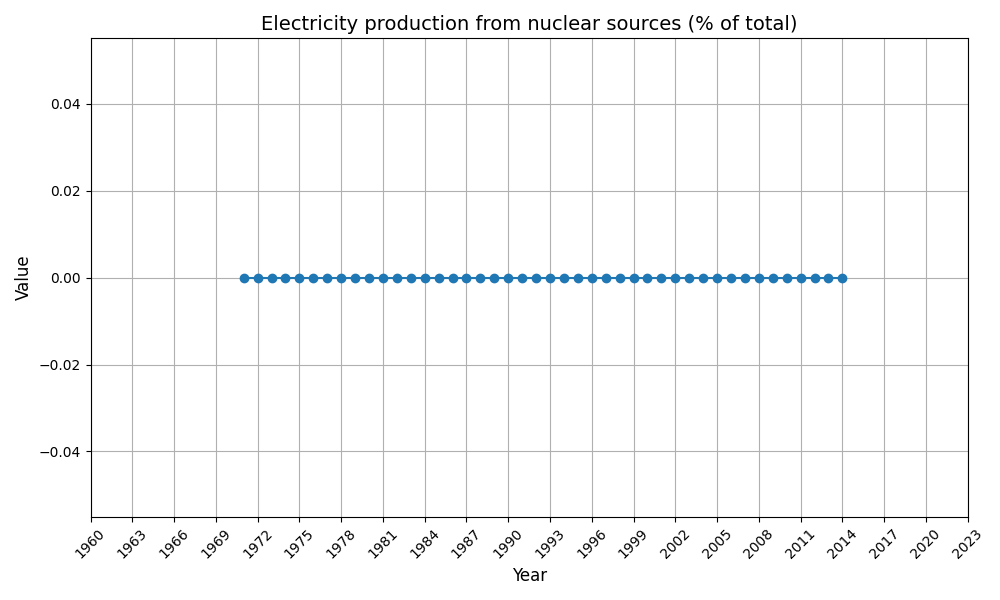 Electricity production from nuclear sources (% of total)
Value
0.04
0.02
0.00
−0.02
−0.04
1960 1963 1966 1969 1972 1975 1978 1981 1984 1987 1990 1993 1996 1999 2002 2005 2008 2011 2014 2017 2020 2023
Year